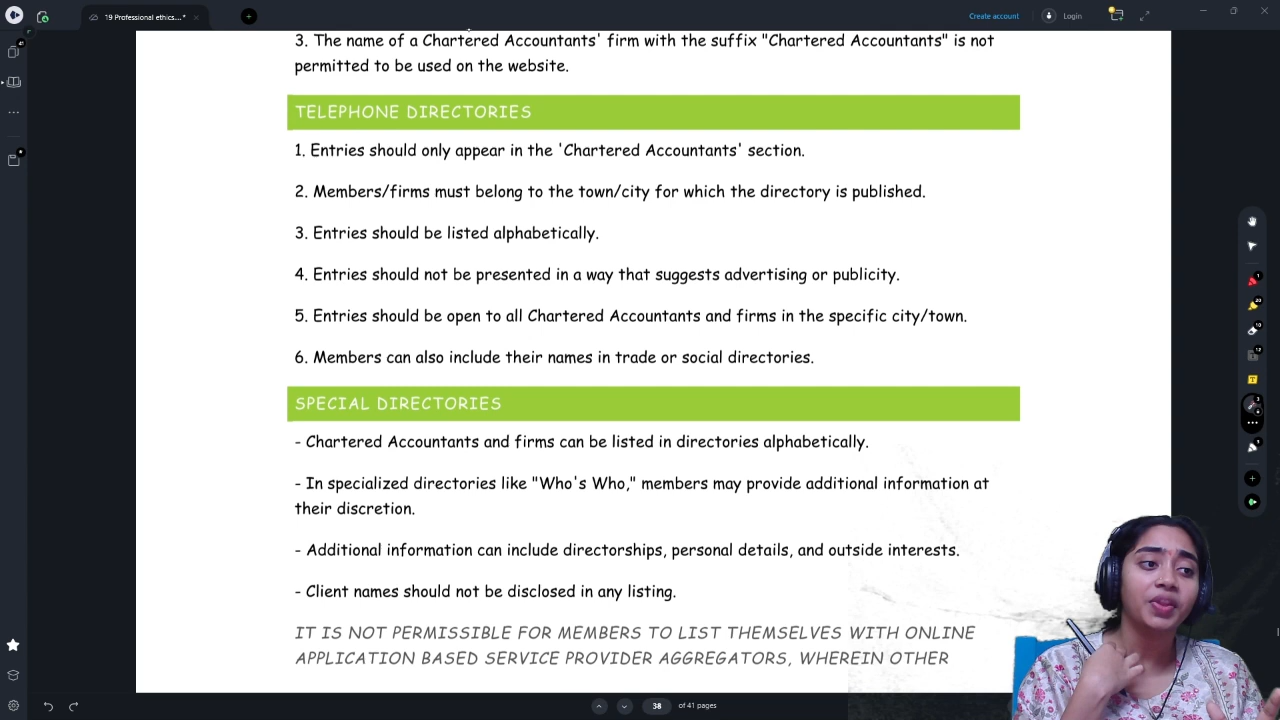 19 Professional ethics....*
Create account
Login
3. The name of a Chartered Accountants' firm with the suffix "Chartered Accountants" is not
permitted to be used on the website.
TELEPHONE DIRECTORIES
1. Entries should only appear in the 'Chartered Accountants' section.
2. Members/firms must belong to the town/city for which the directory is published.
3. Entries should be listed alphabetically.
4. Entries should not be presented in a way that suggests advertising or publicity.
5. Entries should be open to all Chartered Accountants and firms in the specific city/town.
6. Members can also include their names in trade or social directories.
SPECIAL DIRECTORIES
- Chartered Accountants and firms can be listed in directories alphabetically.
- In specialized directories like "Who's Who," members may provide additional information at
their discretion.
- Additional information can include directorships, personal details, and outside interests.
- Client names should not be disclosed in any listing.
IT IS NOT PERMISSIBLE FOR MEMBERS TO LIST THEMSELVES WITH ONLINE
APPLICATION BASED SERVICE PROVIDER AGGREGATORS, WHEREIN OTHER
38 of 41 pages